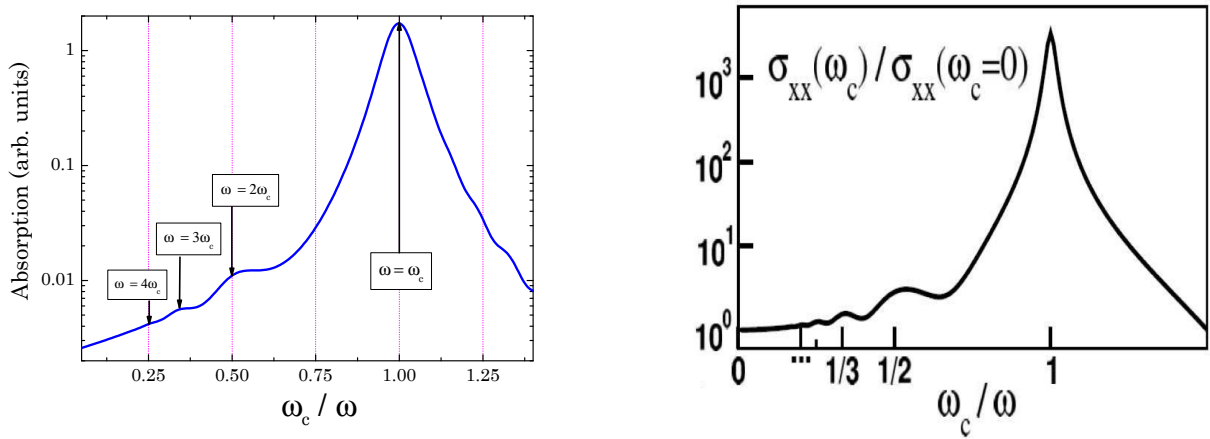 Absorption (arb. units)
1
0.1
0.01
ω = 4ω_c
ω = 3ω_c
ω = 2ω_c
ω = ω_c
0.25 0.50 0.75 1.00 1.25
ω_c / ω
σ_xx(ω_c) / σ_xx(ω_c=0)
10^3
10^2
10^1
10^0
0 ... 1/3 1/2 1
ω_c / ω